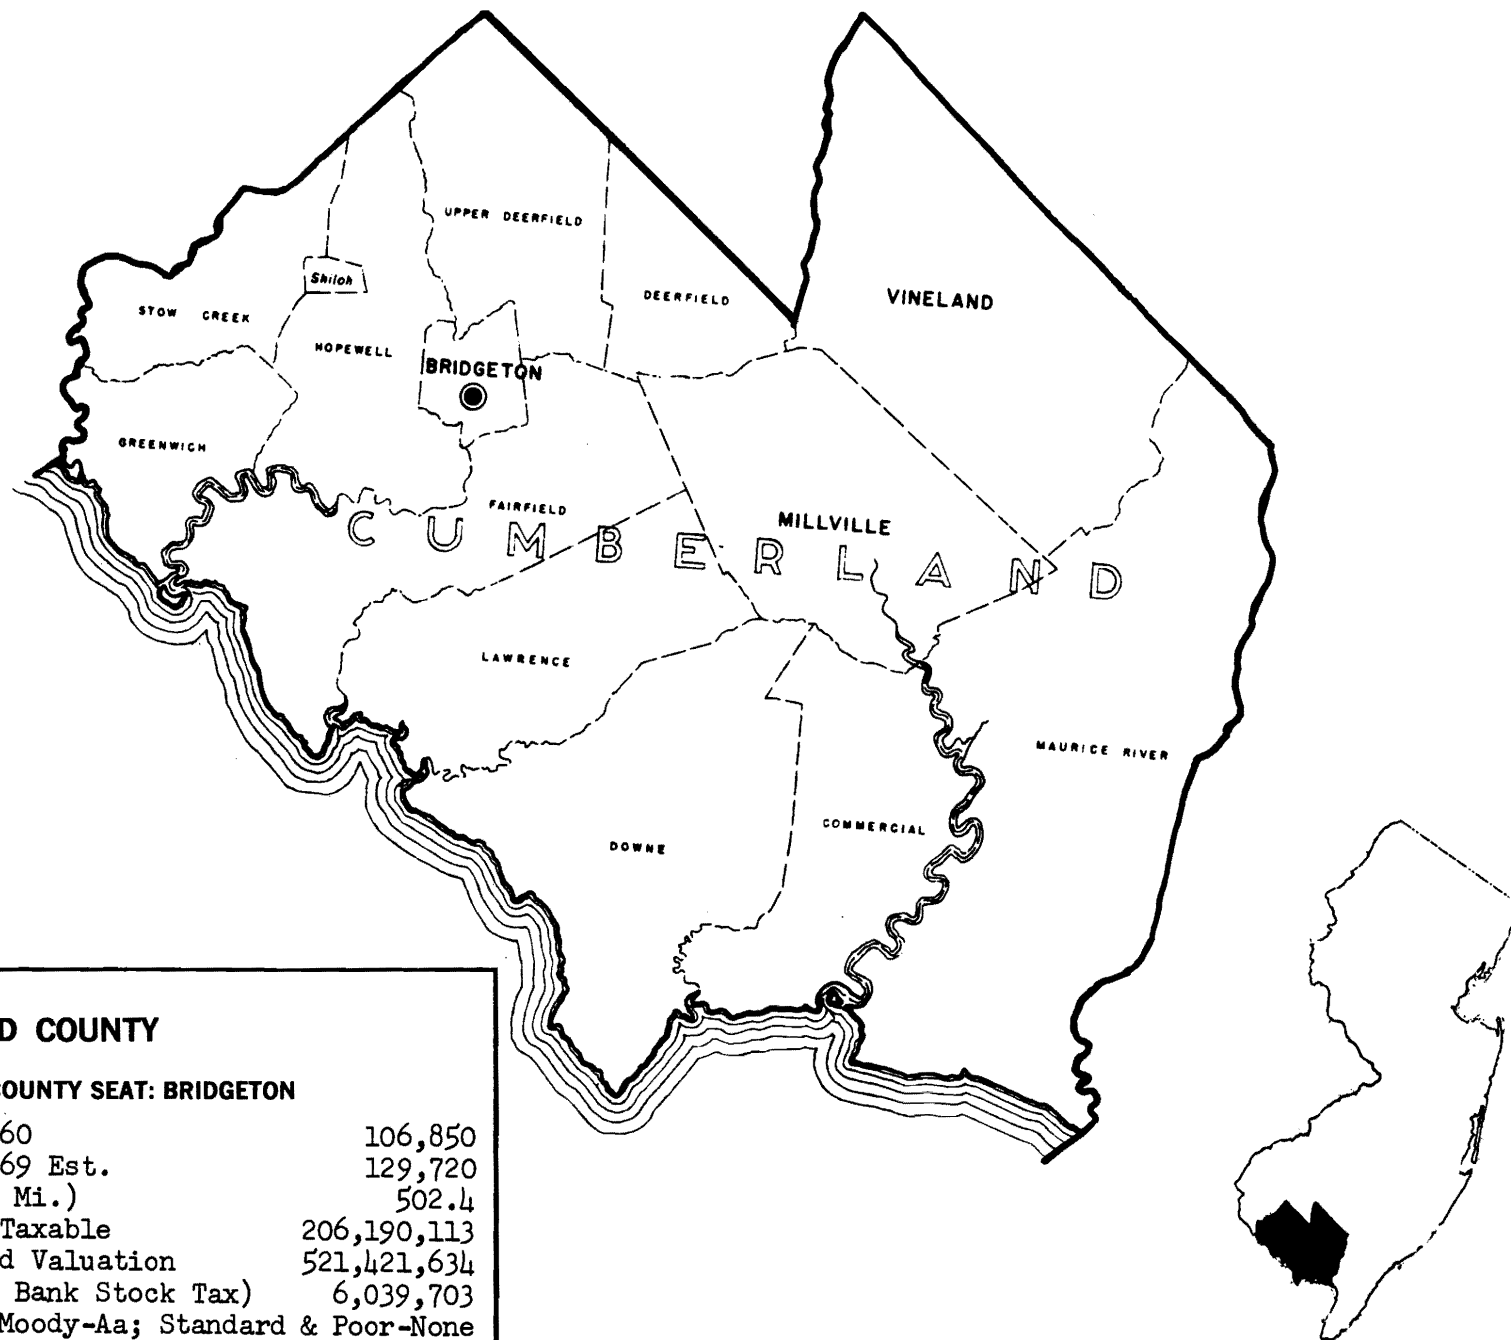 UPPER DEERFIELD
Shiloh
DEERFIELD
VINELAND
STOW CREEK
HOPEWELL
BRIDGETON
GREENWICH
FAIRFIELD
MILLVILLE
CUMBERLAND
LAWRENCE
MAURICE RIVER
COMMERCIAL
DOWNE
D COUNTY
COUNTY SEAT: BRIDGETON
60 106,850
69 Est. 129,720
Mi.) 502.4
Taxable 206,190,113
d Valuation 521,421,634
Bank Stock Tax) 6,039,703
Moody-Aa; Standard & Poor-None